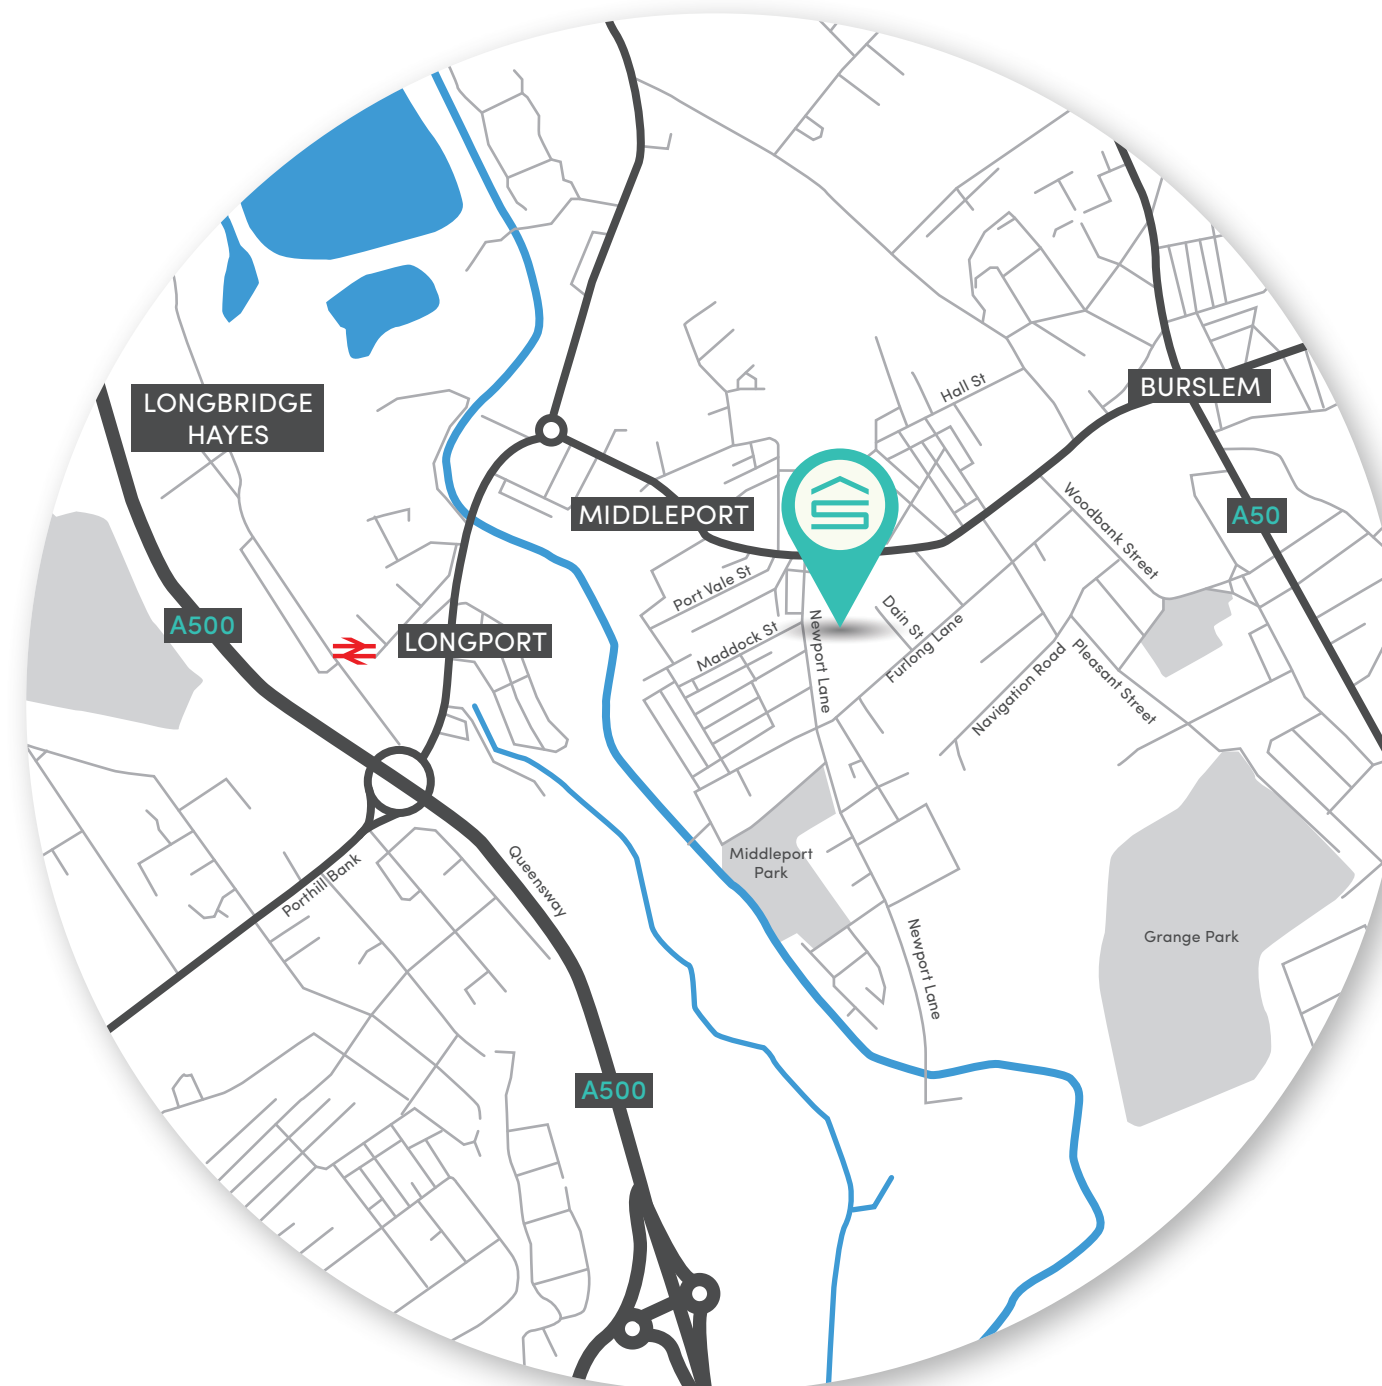 LONGBRIDGE
HAYES
BURSLEM
Hall St
MIDDLEPORT
A50
Woodbank Street
Port Vale St
A500
LONGPORT
Maddock St
Newport Lane
Dain St
Furlong Lane
Navigation Road
Pleasant Street
Middleport
Park
Queensway
Porthill Bank
Grange Park
Newport Lane
A500